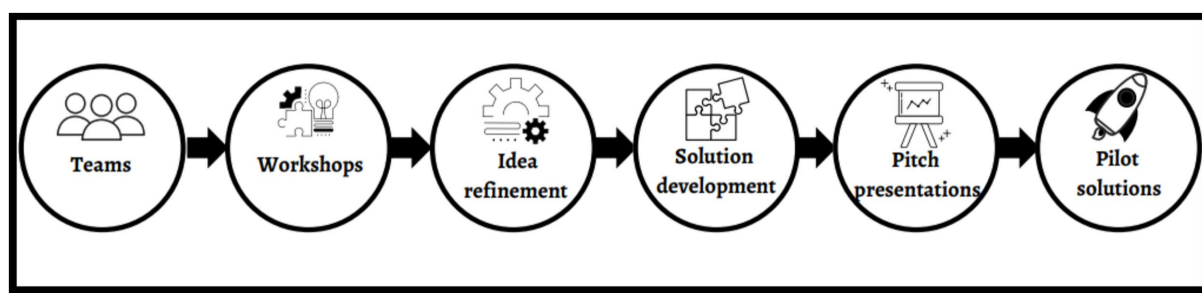 Teams
Workshops
Idea
refinement
Solution
development
Pitch
presentations
Pilot
solutions